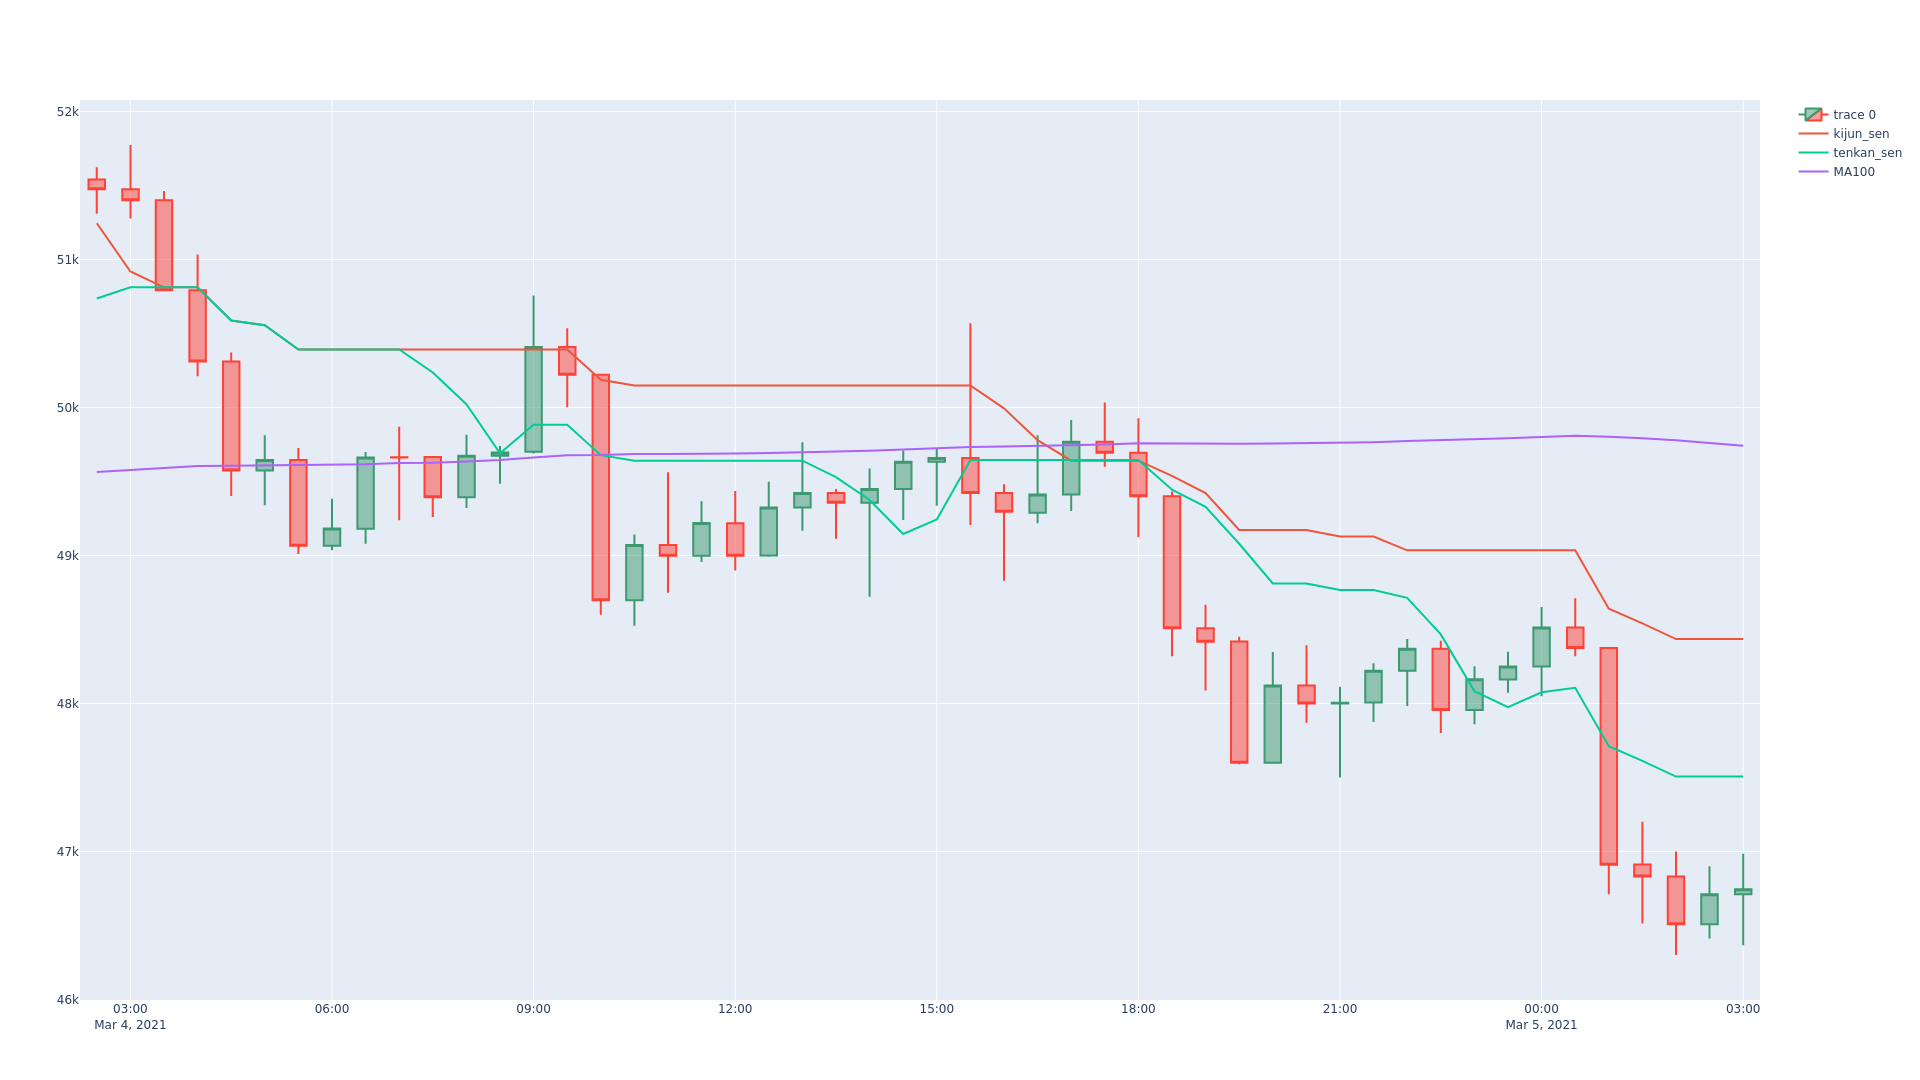 52k
51k
50k
49k
48k
47k
46k
03:00
Mar 4, 2021
06:00
09:00
12:00
15:00
18:00
21:00
00:00
Mar 5, 2021
03:00
trace 0
kijun_sen
tenkan_sen
MA100